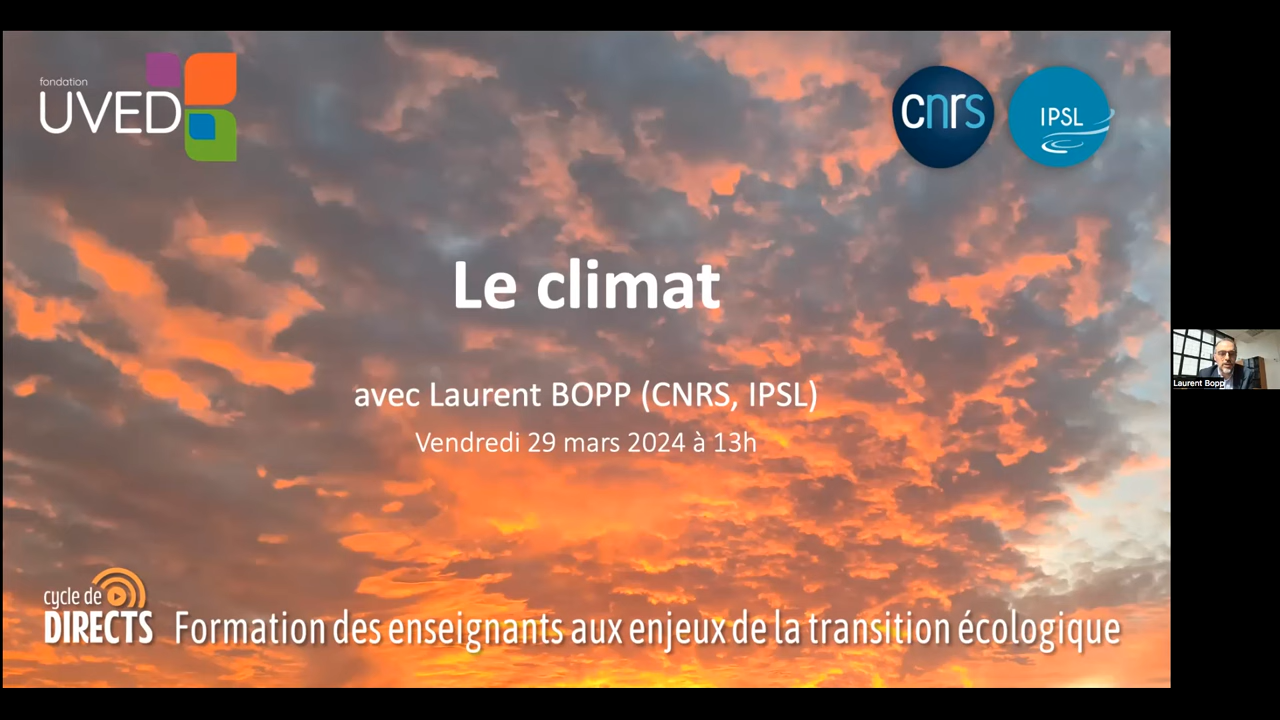 fondation
UVED
cnrs
IPSL
Le climat
avec Laurent BOPP (CNRS, IPSL)
Vendredi 29 mars 2024 à 13h
Laurent Bopp
cycle de
DIRECTS
Formation des enseignants aux enjeux de la transition écologique